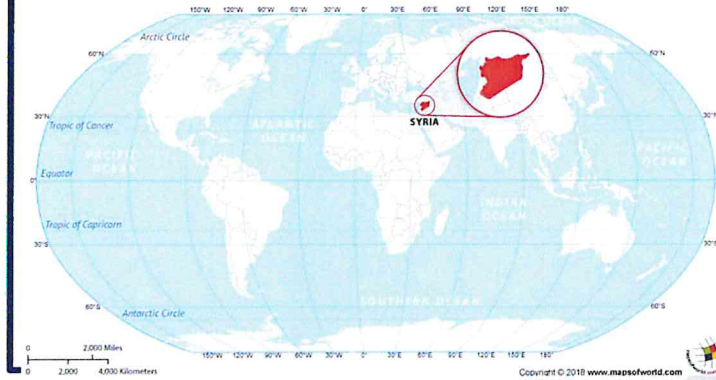 150°W 120°W 90°W 60°W 30°W 0° 30°E 60°E 90°E 120°E 150°E 180°
Arctic Circle
60°N 60°N
30°N 30°N
SYRIA
Tropic of Cancer
ATLANTIC
OCEAN
PACIFIC
OCEAN
PACIFIC
OCEAN
Equator
0° 0°
INDIAN
OCEAN
Tropic of Capricorn
30°S 30°S
SOUTHERN OCEAN
60°S 60°S
Antarctic Circle
0 2,000 Miles
0 2,000 4,000 Kilometers
150°W 120°W 90°W 60°W 30°W 0° 30°E 60°E 90°E 120°E 150°E 180°
Copyright © 2018 www.mapsofworld.com